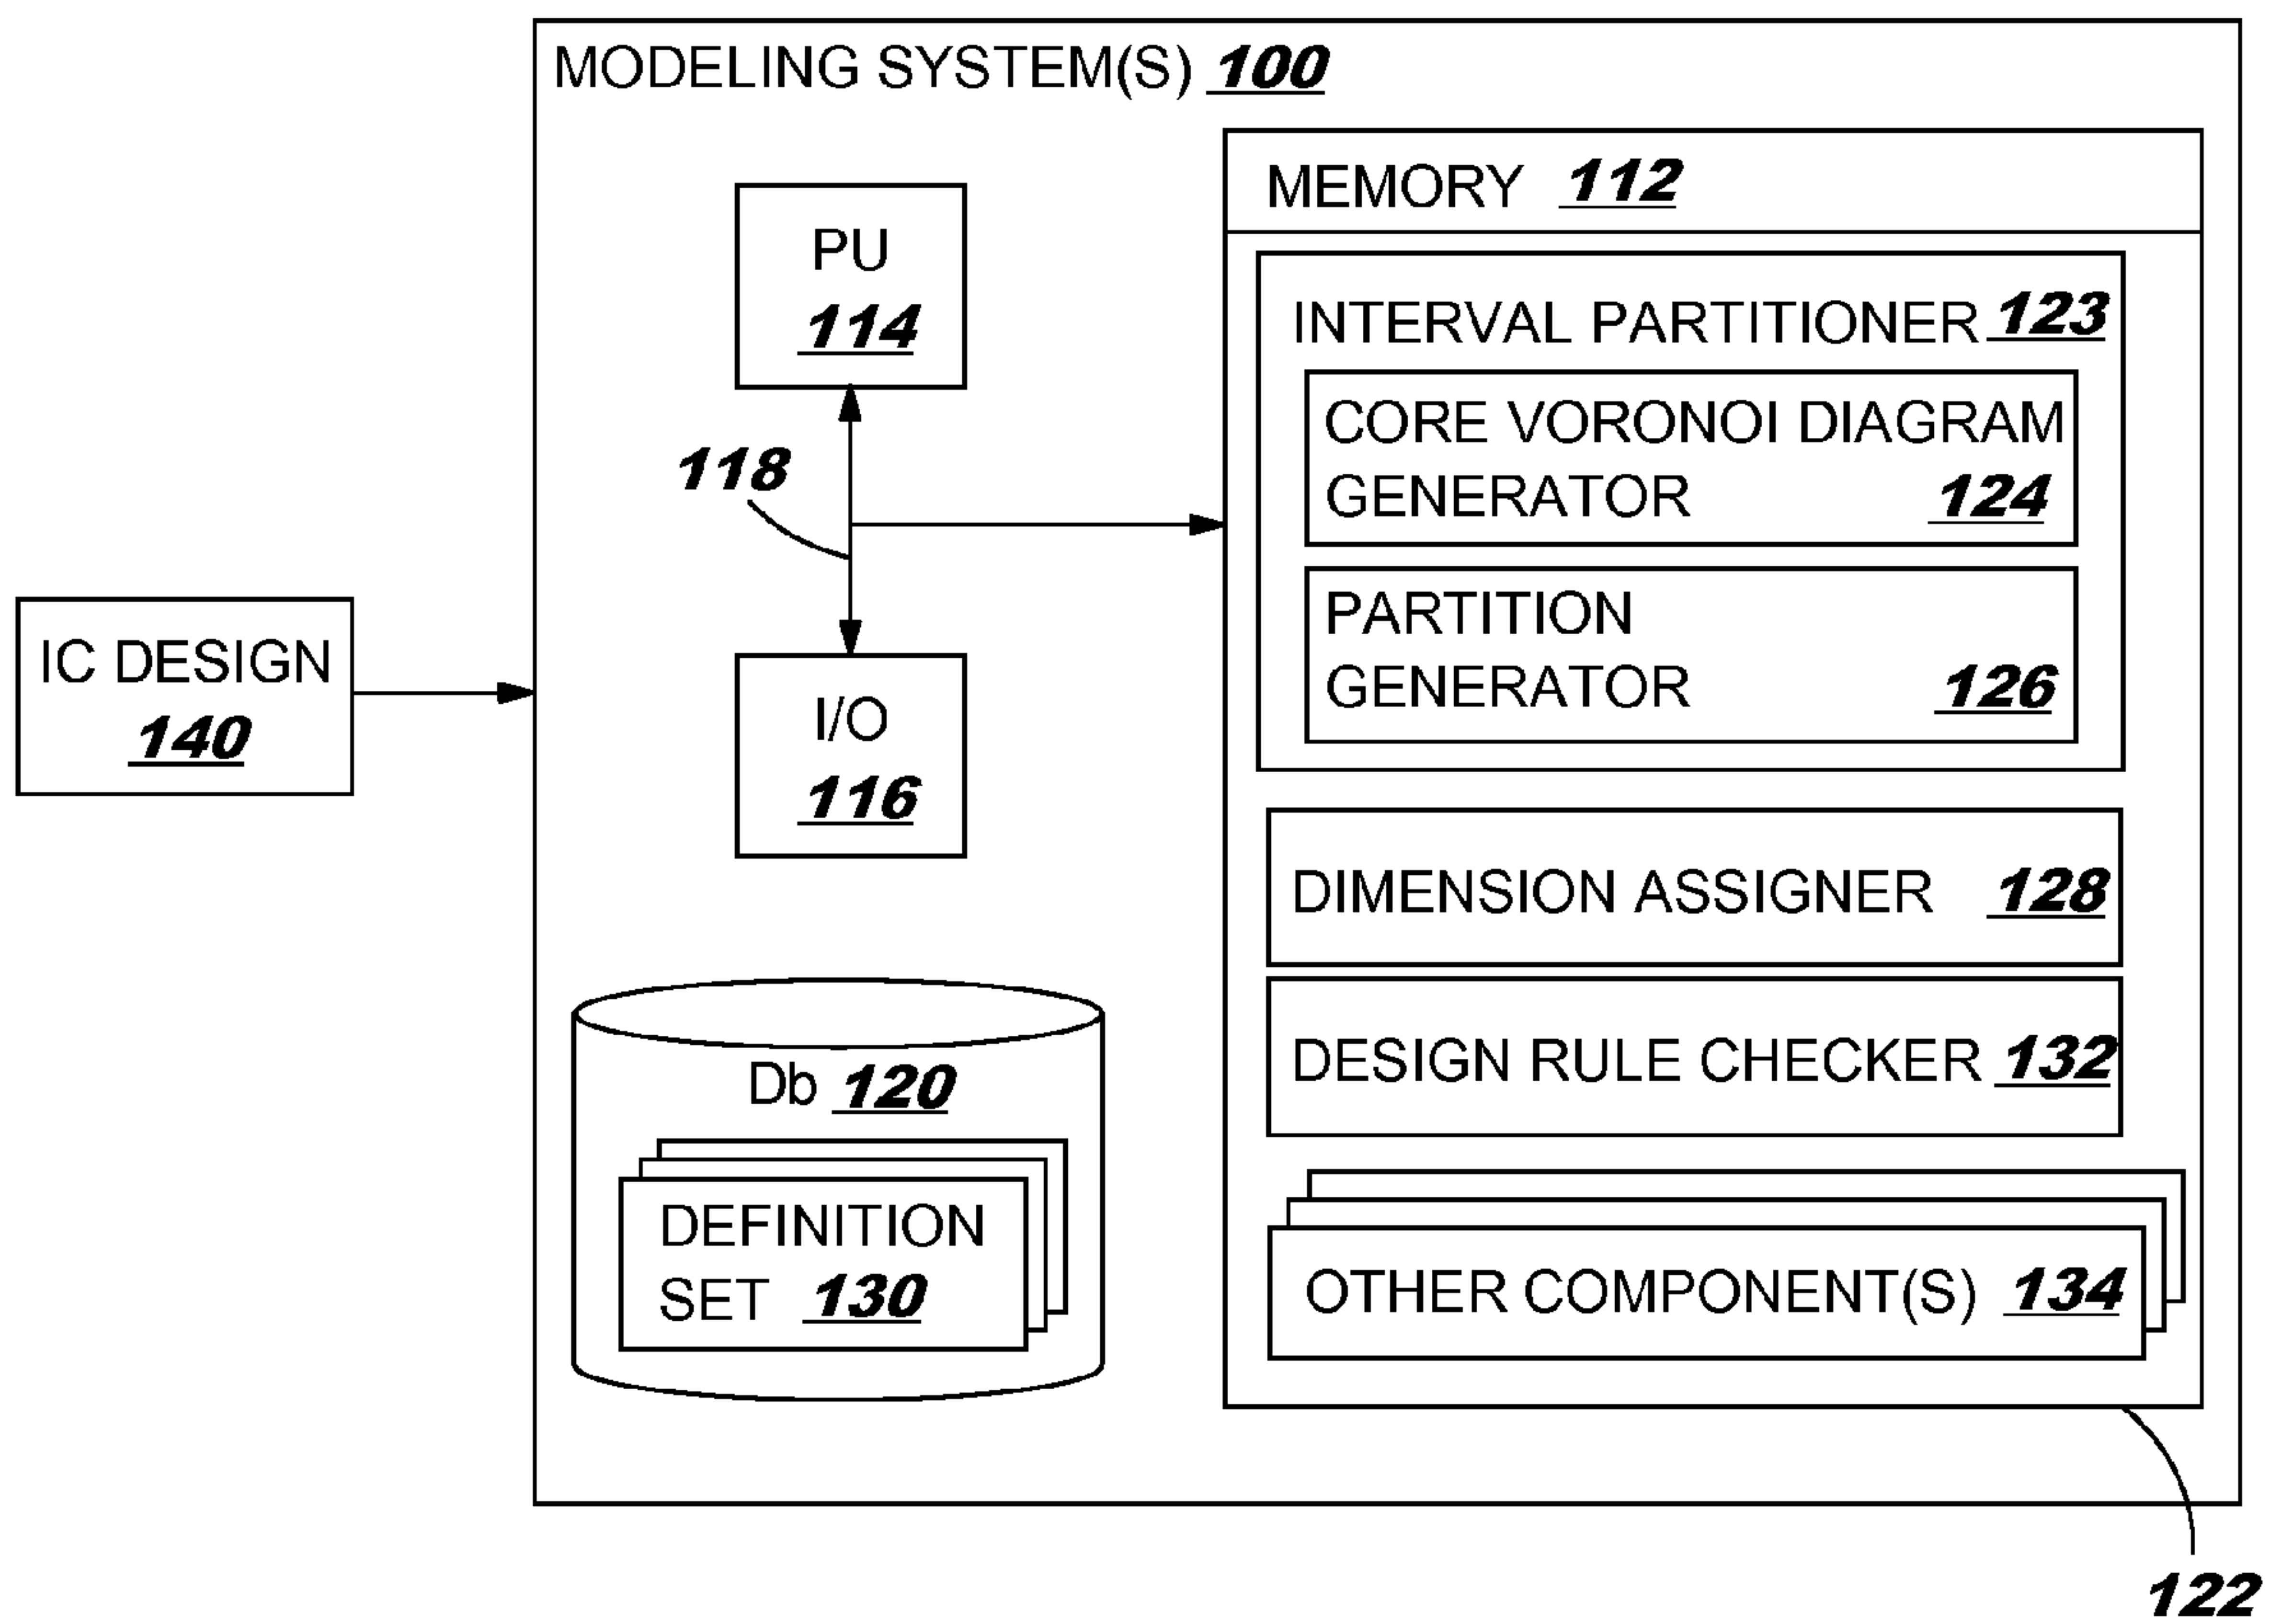 MODELING SYSTEM(S) 100
MEMORY 112
PU
114
INTERVAL PARTITIONER 123
CORE VORONOI DIAGRAM
GENERATOR 124
118
PARTITION
GENERATOR 126
IC DESIGN
140
I/O
116
DIMENSION ASSIGNER 128
DESIGN RULE CHECKER 132
Db 120
DEFINITION
SET 130
OTHER COMPONENT(S) 134
122